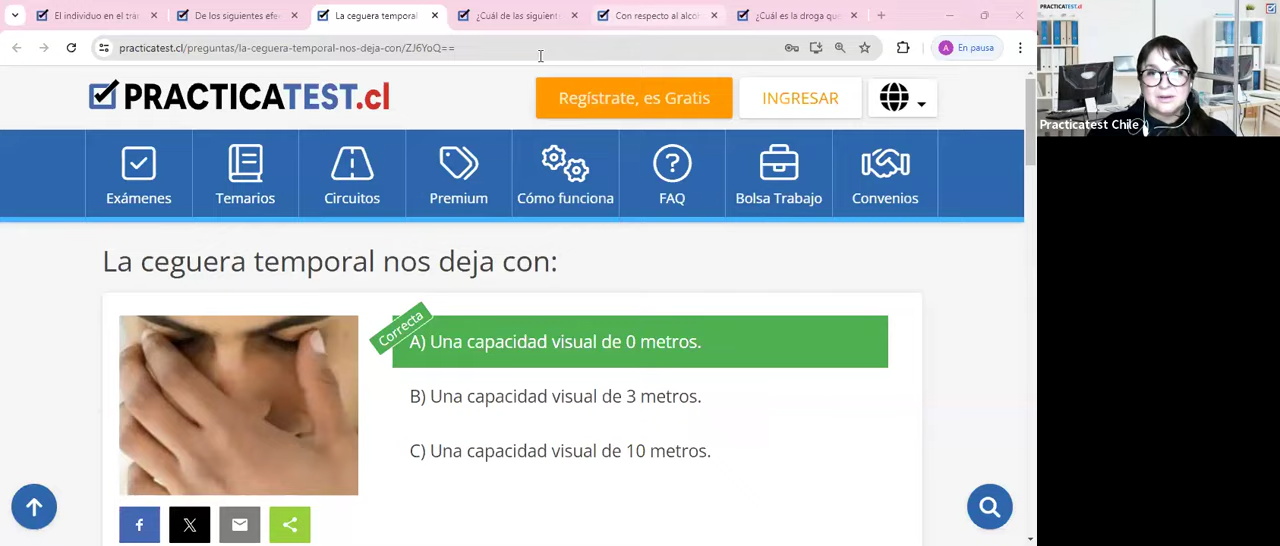 El individuo en el trán
De los siguientes efe
La ceguera temporal
¿Cuál de las siguient
Con respecto al alcoh
¿Cuál es la droga qu
practicatest.cl/preguntas/la-ceguera-temporal-nos-deja-con/ZJ6YoQ==
A En pausa
PRACTICATEST.cl
Regístrate, es Gratis
INGRESAR
Exámenes
Temarios
Circuitos
Premium
Cómo funciona
FAQ
Bolsa Trabajo
Convenios
La ceguera temporal nos deja con:
Correcta
A) Una capacidad visual de 0 metros.
B) Una capacidad visual de 3 metros.
C) Una capacidad visual de 10 metros.
PRACTICATEST.cl
Practicatest Chile